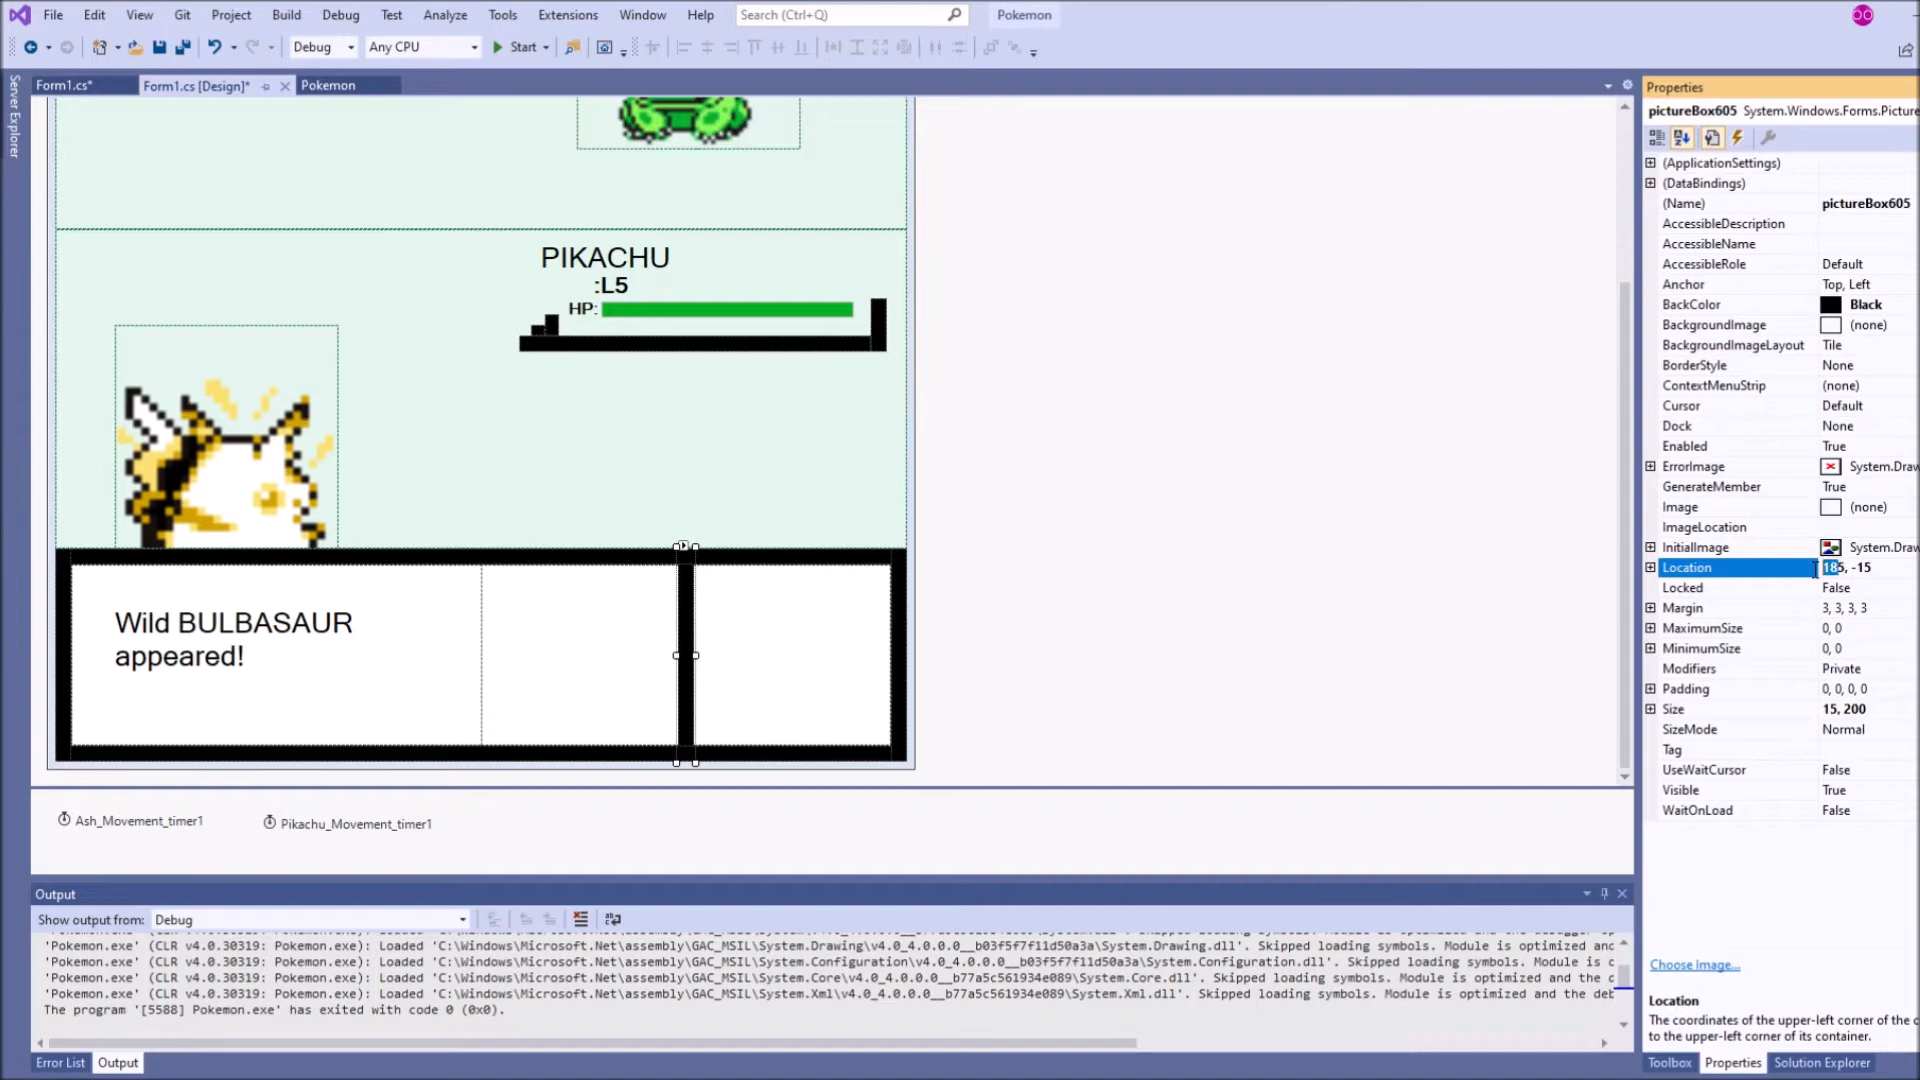 File Edit View Git Project Build Debug Test Analyze Tools Extensions Window Help Search (Ctrl+Q) Pokemon
Debug Any CPU Start
Server Explorer
Form1.cs* Form1.cs [Design]* Pokemon
PIKACHU
:L5
HP:
Wild BULBASAUR
appeared!
Ash_Movement_timer1 Pikachu_Movement_timer1
Output
Show output from: Debug
'Pokemon.exe' (CLR v4.0.30319: Pokemon.exe): Loaded 'C:\Windows\Microsoft.Net\assembly\GAC_MSIL\System.Drawing\v4.0_4.0.0.0__b03f5f7f11d50a3a\System.Drawing.dll'. Skipped loading symbols. Module is optimized and
'Pokemon.exe' (CLR v4.0.30319: Pokemon.exe): Loaded 'C:\Windows\Microsoft.Net\assembly\GAC_MSIL\System.Configuration\v4.0_4.0.0.0__b03f5f7f11d50a3a\System.Configuration.dll'. Skipped loading symbols. Module is
'Pokemon.exe' (CLR v4.0.30319: Pokemon.exe): Loaded 'C:\Windows\Microsoft.Net\assembly\GAC_MSIL\System.Core\v4.0_4.0.0.0__b77a5c561934e089\System.Core.dll'. Skipped loading symbols. Module is optimized and the
'Pokemon.exe' (CLR v4.0.30319: Pokemon.exe): Loaded 'C:\Windows\Microsoft.Net\assembly\GAC_MSIL\System.Xml\v4.0_4.0.0.0__b77a5c561934e089\System.Xml.dll'. Skipped loading symbols. Module is optimized and the deb
The program '[5588] Pokemon.exe' has exited with code 0 (0x0).
Error List Output
Properties
pictureBox605 System.Windows.Forms.Picture
(ApplicationSettings)
(DataBindings)
(Name) pictureBox605
AccessibleDescription
AccessibleName
AccessibleRole Default
Anchor Top, Left
BackColor Black
BackgroundImage (none)
BackgroundImageLayout Tile
BorderStyle None
ContextMenuStrip (none)
Cursor Default
Dock None
Enabled True
ErrorImage System.Draw
GenerateMember True
Image (none)
ImageLocation
InitialImage System.Draw
Location 185, -15
Locked False
Margin 3, 3, 3, 3
MaximumSize 0, 0
MinimumSize 0, 0
Modifiers Private
Padding 0, 0, 0, 0
Size 15, 200
SizeMode Normal
Tag
UseWaitCursor False
Visible True
WaitOnLoad False
Choose Image...
Location
The coordinates of the upper-left corner of the c
to the upper-left corner of its container.
Toolbox Properties Solution Explorer